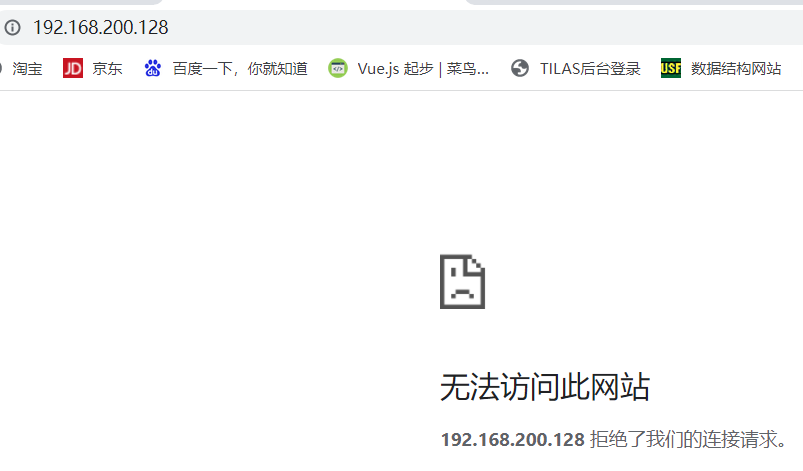 192.168.200.128
淘宝 JD 京东 du 百度一下，你就知道 </> Vue.js 起步 | 菜鸟... TILAS后台登录 USF 数据结构网站
无法访问此网站
192.168.200.128 拒绝了我们的连接请求。